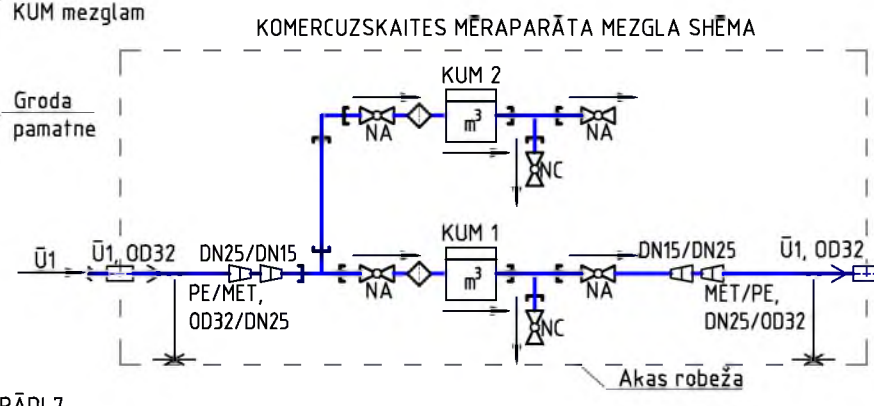 KUM mezglam
KOMERCUZSKAITES MĒRAPARĀTA MEZGLA SHĒMA
Groda
pamatne
KUM 2
m³
NA
NA
NC
KUM 1
m³
NA
NA
NC
Ū1
Ū1, OD32
DN25/DN15
PE/MET,
OD32/DN25
DN15/DN25
MET/PE,
DN25/OD32
Ū1, OD32
Akas robeža